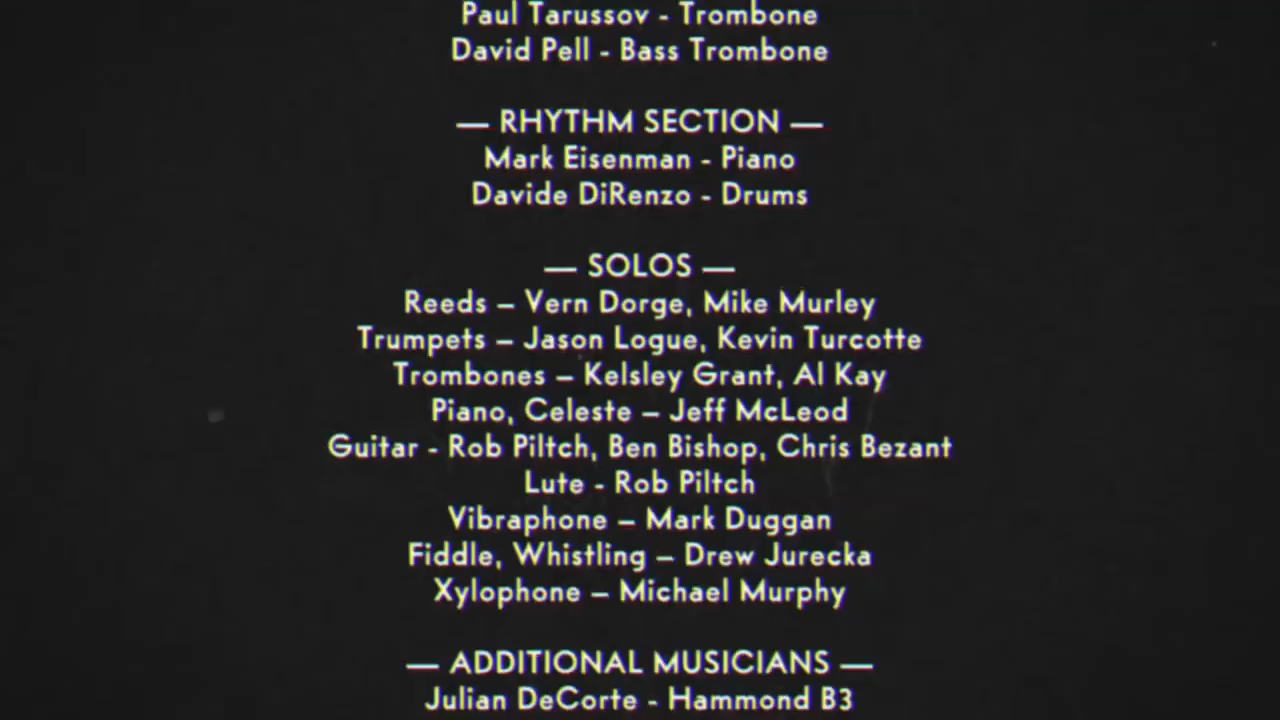 Paul Tarussov - Trombone
David Pell - Bass Trombone
— RHYTHM SECTION —
Mark Eisenman - Piano
Davide DiRenzo - Drums
— SOLOS —
Reeds – Vern Dorge, Mike Murley
Trumpets – Jason Logue, Kevin Turcotte
Trombones – Kelsley Grant, Al Kay
Piano, Celeste – Jeff McLeod
Guitar - Rob Piltch, Ben Bishop, Chris Bezant
Lute - Rob Piltch
Vibraphone – Mark Duggan
Fiddle, Whistling – Drew Jurecka
Xylophone – Michael Murphy
— ADDITIONAL MUSICIANS —
Julian DeCorte - Hammond B3